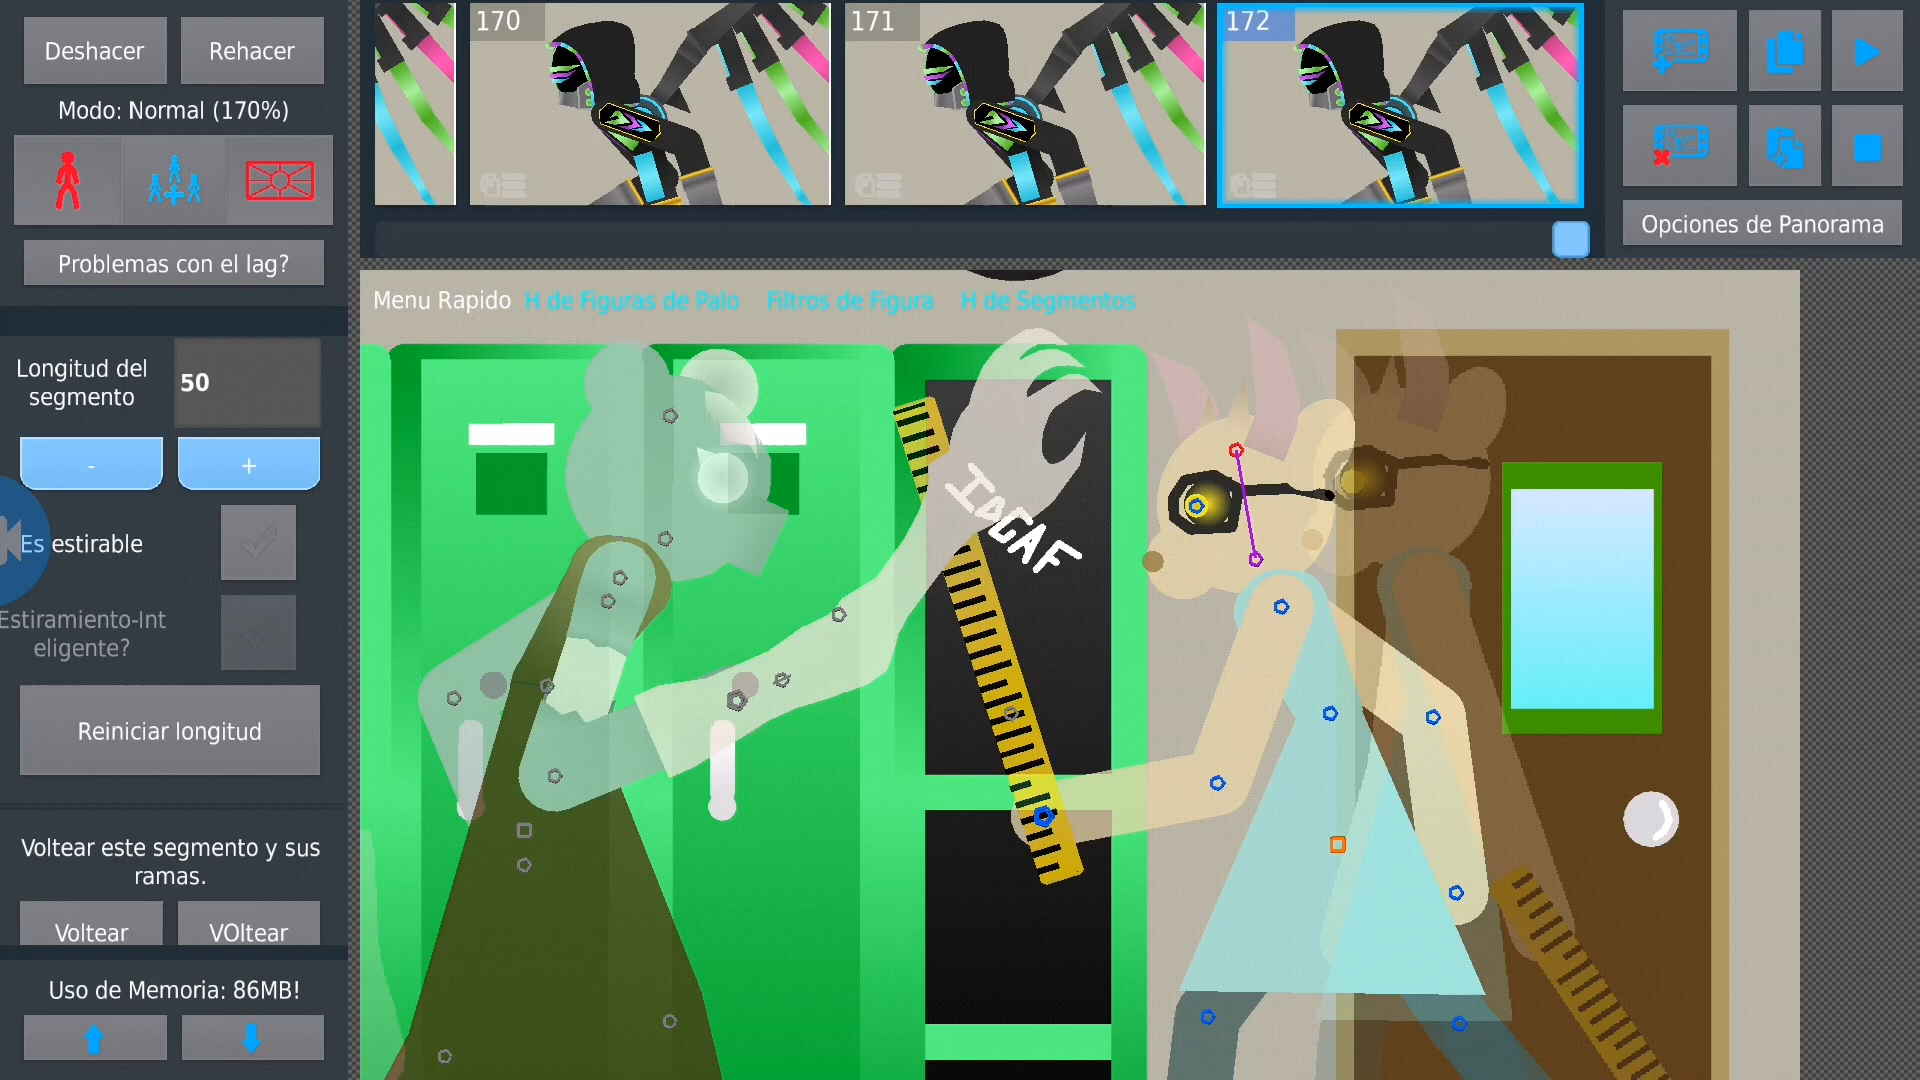 Deshacer
Rehacer
Modo: Normal (170%)
Problemas con el lag?
Longitud del
segmento
50
-
+
Es estirable
Estiramiento-Int
eligente?
Reiniciar longitud
Voltear este segmento y sus
ramas.
Voltear
VOltear
Uso de Memoria: 86MB!
170
171
172
Opciones de Panorama
Menu Rapido
H de Figuras de Palo
Filtros de Figura
H de Segmentos